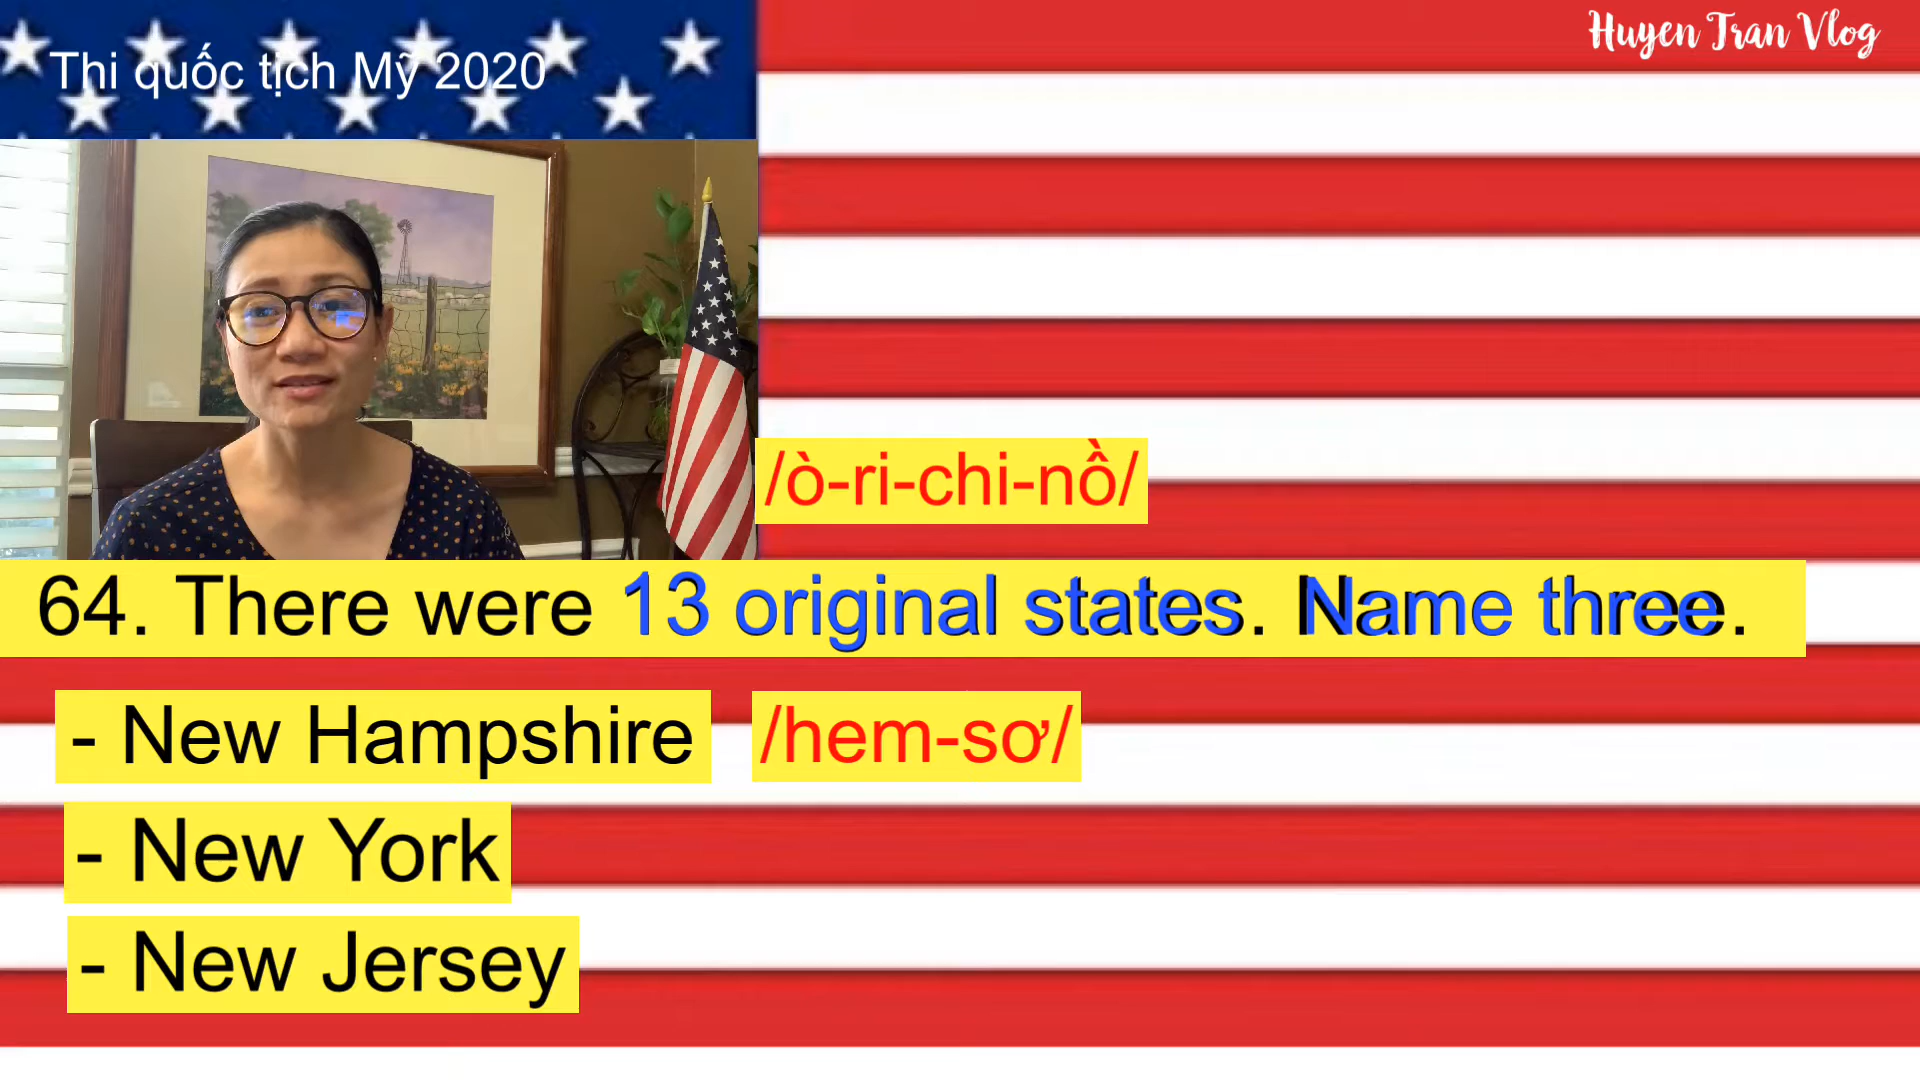 Huyen Tran Vlog
Thi quốc tịch Mỹ 2020
/ò-ri-chi-nồ/
64. There were 13 original states. Name three.
- New Hampshire /hem-sơ/
- New York
- New Jersey